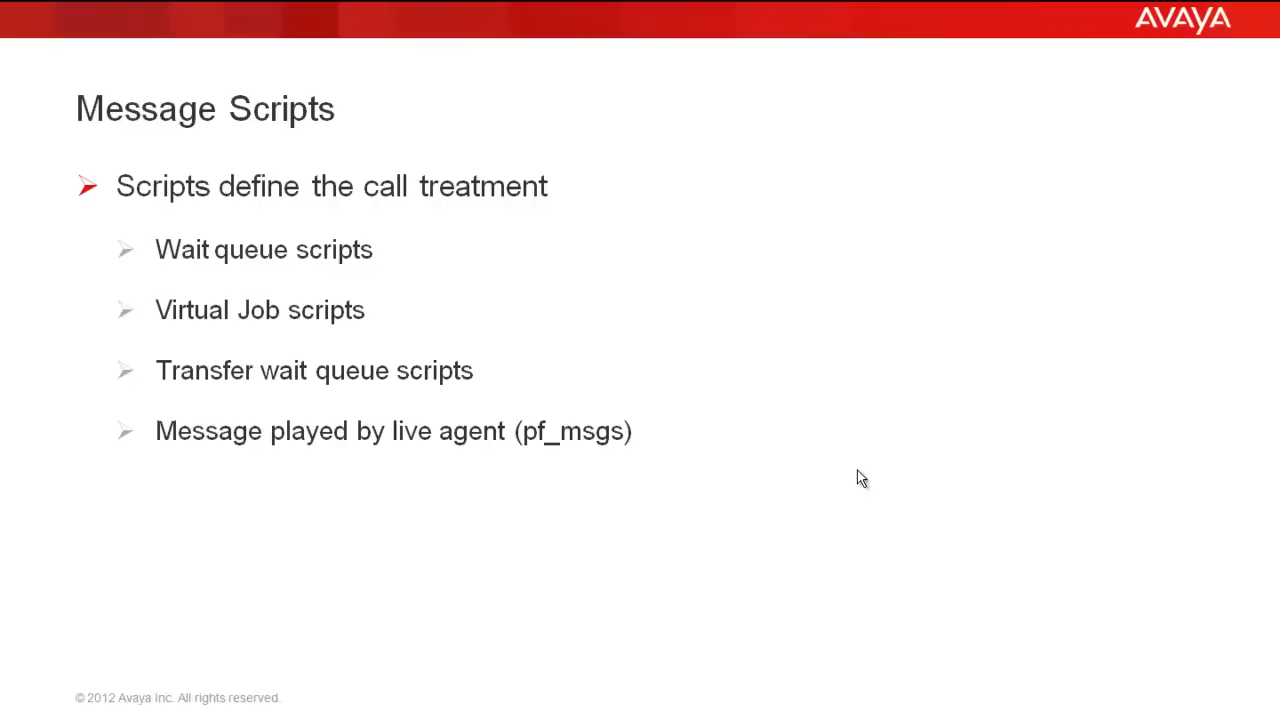 AVAYA
Message Scripts
Scripts define the call treatment
Wait queue scripts
Virtual Job scripts
Transfer wait queue scripts
Message played by live agent (pf_msgs)
© 2012 Avaya Inc. All rights reserved.